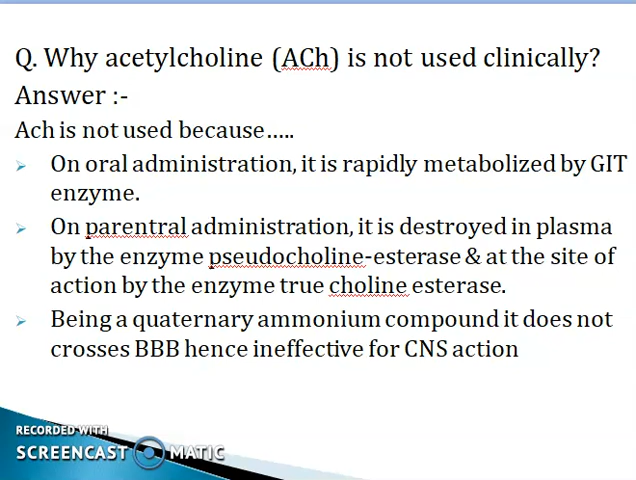 Q. Why acetylcholine (ACh) is not used clinically?
Answer :-
Ach is not used because…..
On oral administration, it is rapidly metabolized by GIT
enzyme.
On parentral administration, it is destroyed in plasma
by the enzyme pseudocholine-esterase & at the site of
action by the enzyme true choline esterase.
Being a quaternary ammonium compound it does not
crosses BBB hence ineffective for CNS action
RECORDED WITH
SCREENCAST MATIC